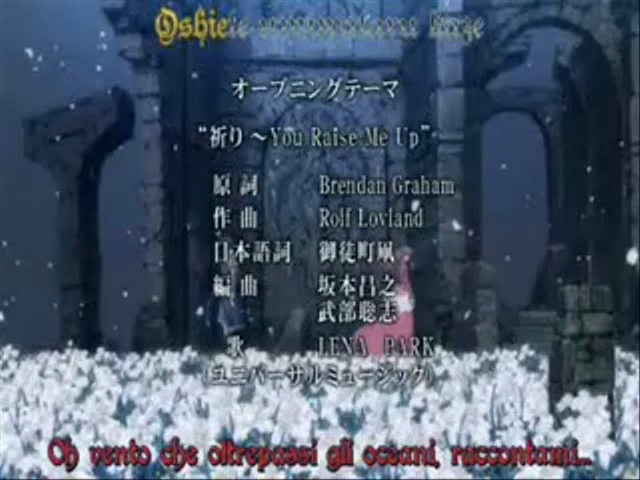 Oshie
オープニングテーマ
“祈り～You Raise Me Up”
原 詞 Brendan Graham
作 曲 Rolf Lovland
日本語詞 御徒町凧
編 曲 坂本昌之
武部聡志
歌 LENA PARK
（ユニバーサルミュージック）
Oh vento che oltrepassi gli oceani, raccontami...